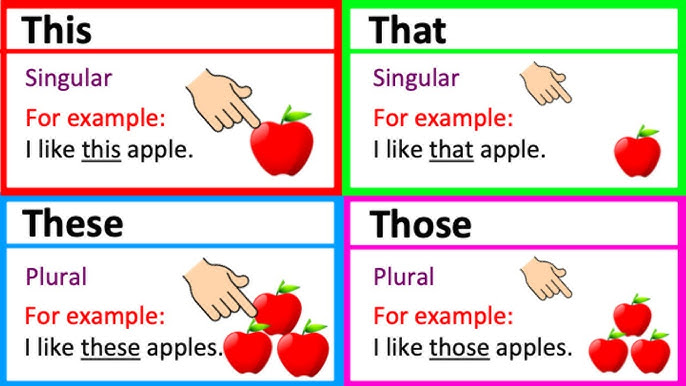 This
Singular
For example:
I like this apple.
That
Singular
For example:
I like that apple.
These
Plural
For example:
I like these apples.
Those
Plural
For example:
I like those apples.